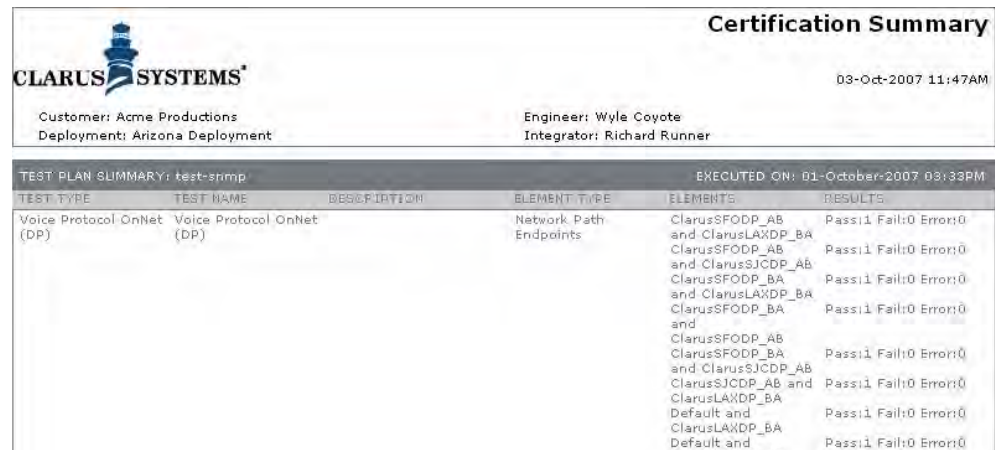 Certification Summary
CLARUS SYSTEMS
03-Oct-2007 11:47AM
Customer: Acme Productions
Deployment: Arizona Deployment
Engineer: Wyle Coyote
Integrator: Richard Runner
TEST PLAN SUMMARY: test-snmp EXECUTED ON: 01-October-2007 03:33PM
TEST TYPE TEST NAME DESCRIPTION ELEMENT TYPE ELEMENTS RESULTS
Voice Protocol OnNet Voice Protocol OnNet Network Path ClarusSFODP_AB Pass:1 Fail:0 Error:0
(DP) (DP) Endpoints and ClarusLAXDP_BA
ClarusSFODP_AB Pass:1 Fail:0 Error:0
and ClarusSJCDP_AB
ClarusSFODP_BA Pass:1 Fail:0 Error:0
and ClarusLAXDP_BA
ClarusSFODP_BA Pass:1 Fail:0 Error:0
and
ClarusSFODP_AB
ClarusSFODP_BA Pass:1 Fail:0 Error:0
and ClarusSJCDP_AB
ClarusSJCDP_AB and Pass:1 Fail:0 Error:0
ClarusLAXDP_BA
Default and Pass:1 Fail:0 Error:0
ClarusLAXDP_BA
Default and Pass:1 Fail:0 Error:0